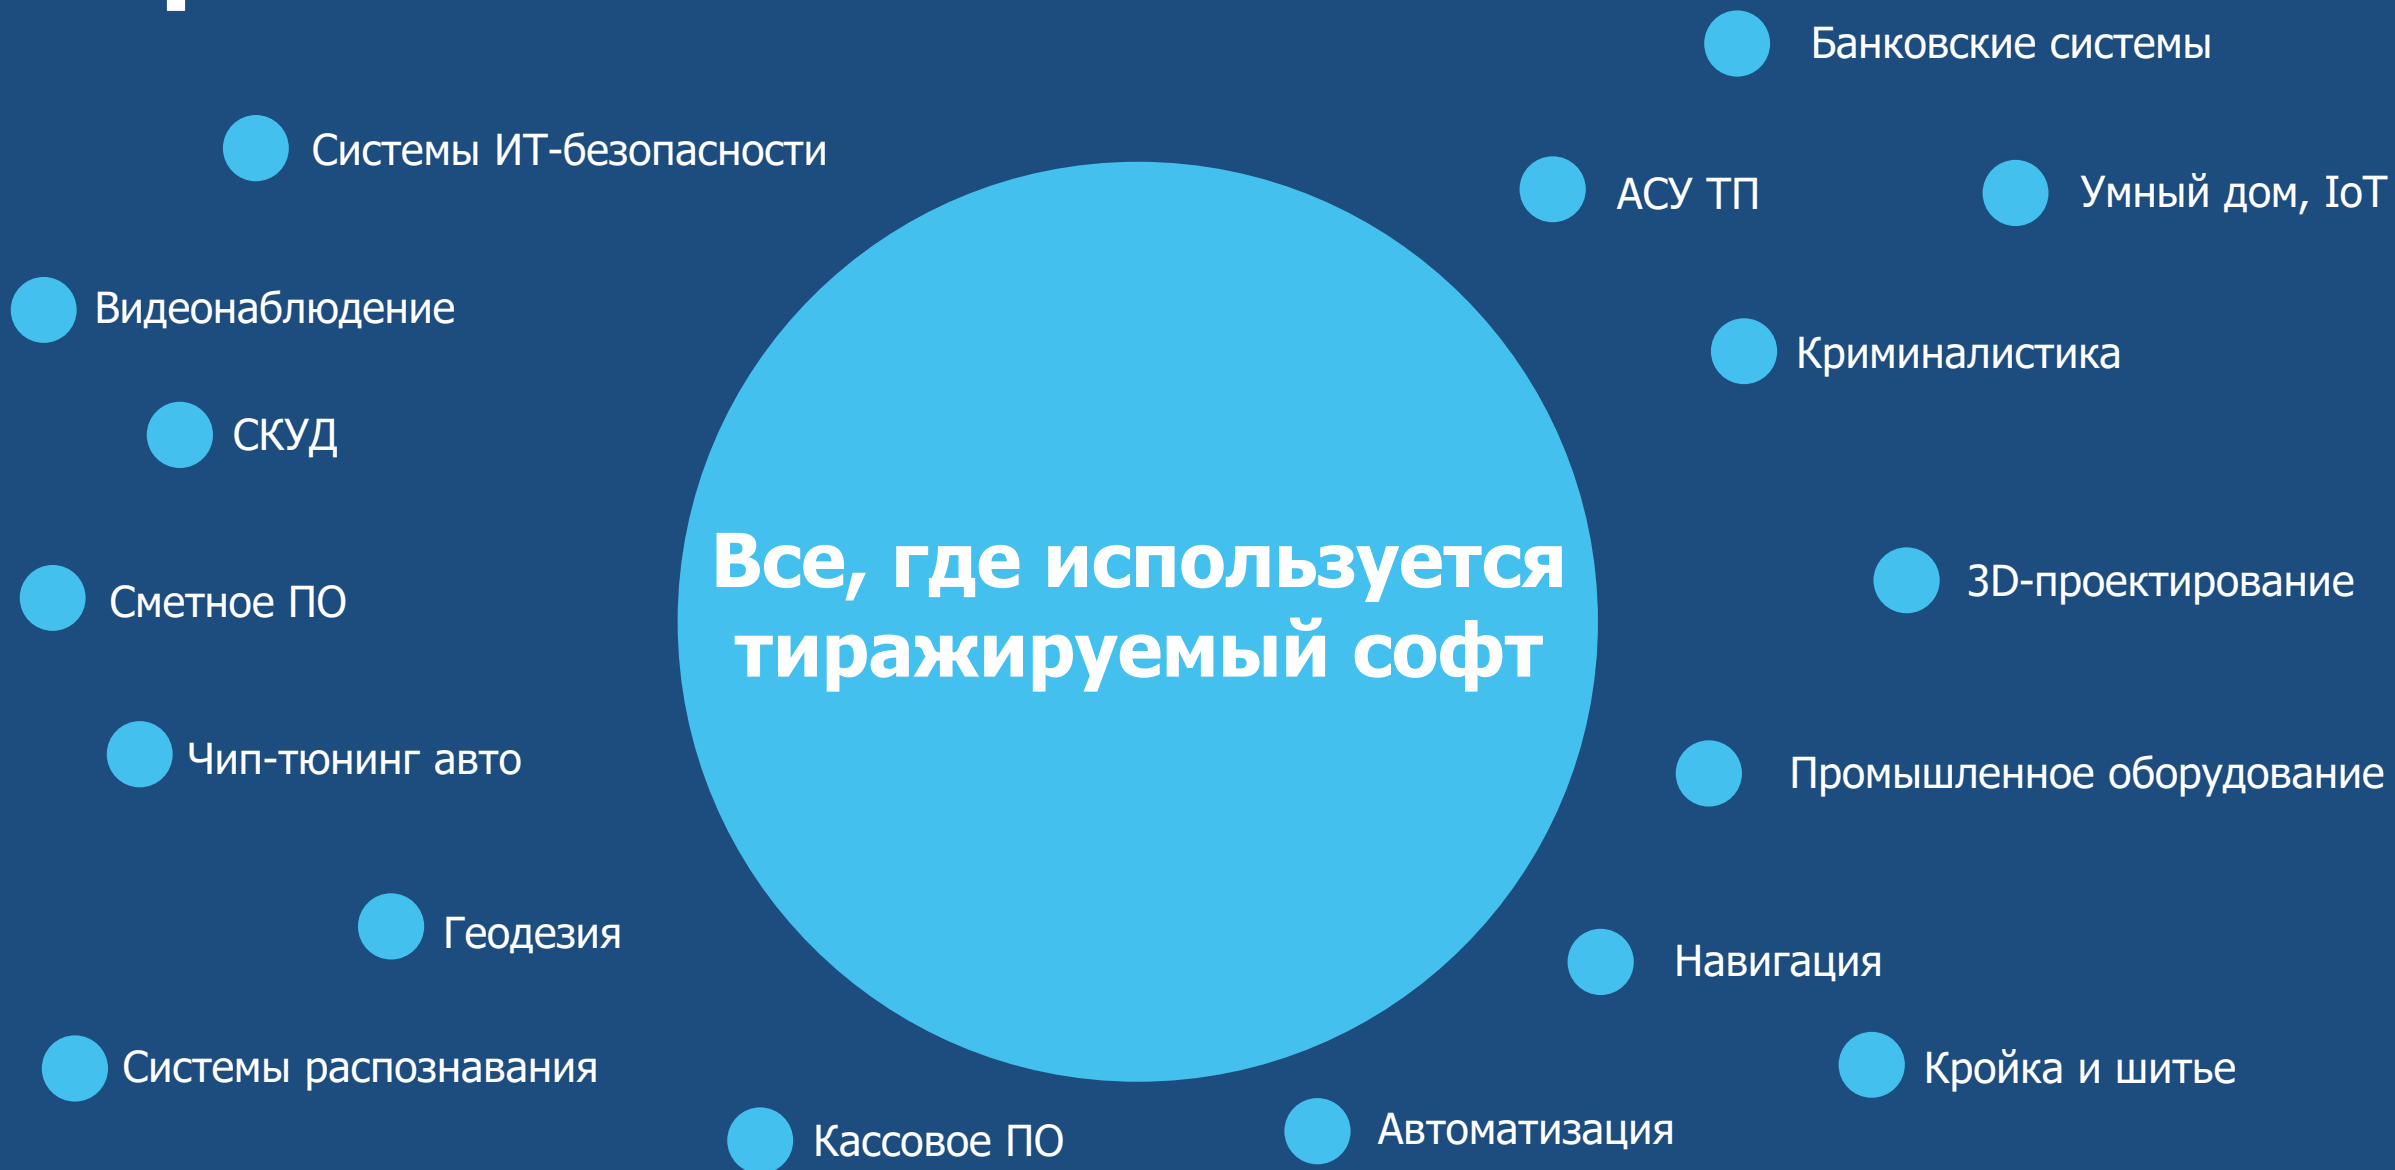 Банковские системы
Системы ИТ-безопасности
АСУ ТП
Умный дом, IoT
Видеонаблюдение
Криминалистика
СКУД
Все, где используется
тиражируемый софт
3D-проектирование
Сметное ПО
Чип-тюнинг авто
Промышленное оборудование
Геодезия
Навигация
Системы распознавания
Кройка и шитье
Кассовое ПО
Автоматизация